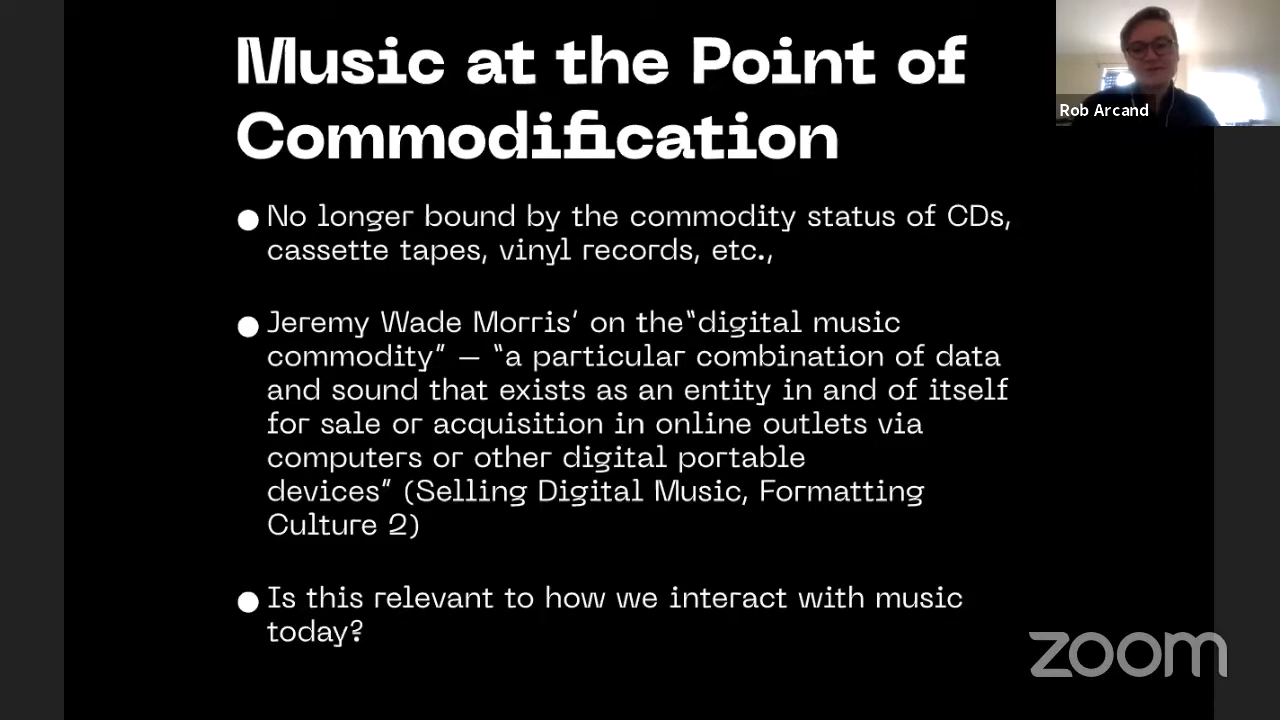 Music at the Point of
Commodification
Rob Arcand
● No longer bound by the commodity status of CDs,
cassette tapes, vinyl records, etc.,
● Jeremy Wade Morris’ on the“digital music
commodity” — “a particular combination of data
and sound that exists as an entity in and of itself
for sale or acquisition in online outlets via
computers or other digital portable
devices” (Selling Digital Music, Formatting
Culture 2)
● Is this relevant to how we interact with music
today?
zoom